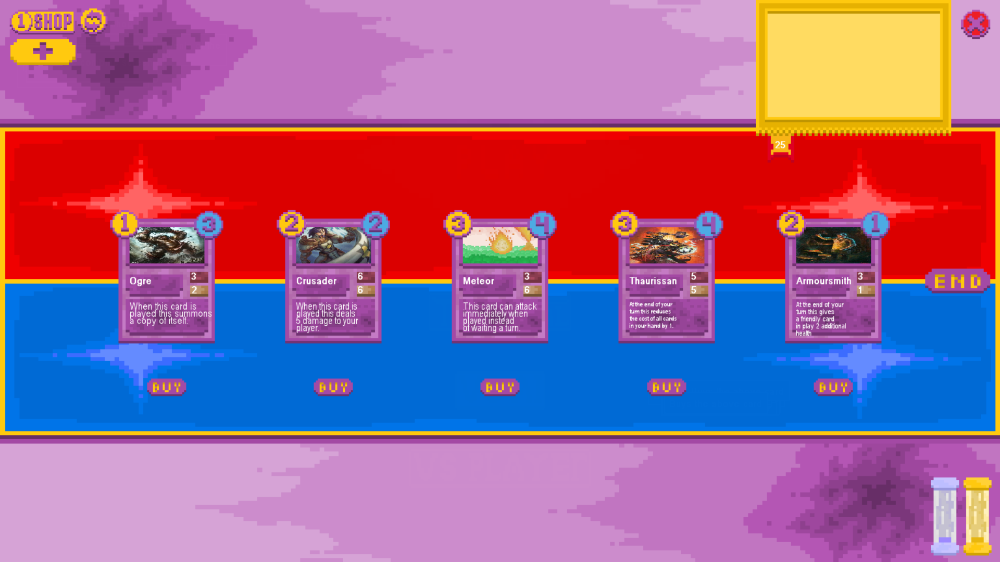 1 SHOP
25
1 3
Ogre 3
2
When this card is
played this summons
a copy of itself.
2 2
Crusader 6
6
When this card is
played this deals
5 damage to your
player.
3 4
Meteor 3
6
This card can attack
immediately when
played instead
of waiting a turn.
3 4
Thaurissan 5
5
At the end of your
turn this reduces
the cost of all cards
in your hand by 1.
2 1
Armoursmith 3
1
At the end of your
turn this gives
a friendly card
in play 2 additional
health
END
BUY
BUY
BUY
BUY
BUY